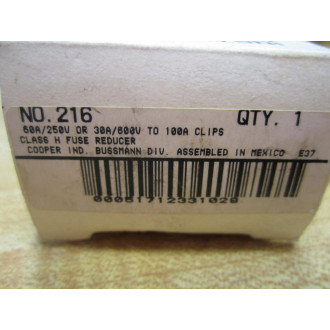 NO.216 QTY. 1
60A/250V OR 30A/600V TO 100A CLIPS
CLASS H FUSE REDUCER
COOPER IND. BUSSMANN DIV. ASSEMBLED IN MEXICO E37
00051712331029